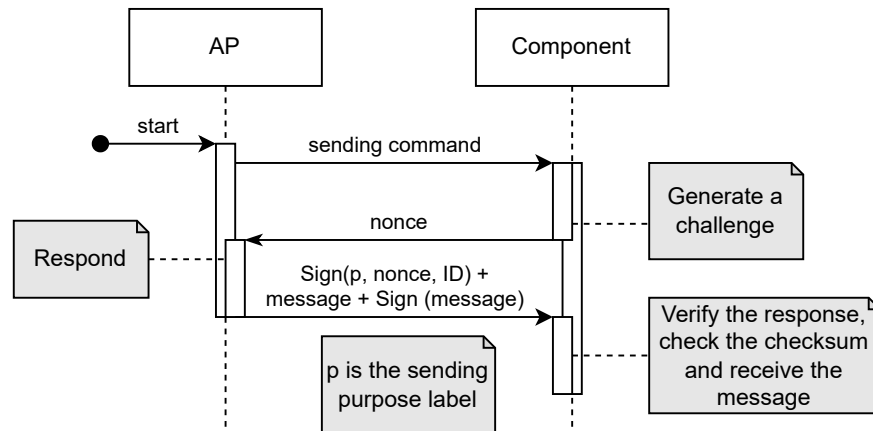 AP
Component
start
sending command
Generate a
challenge
nonce
Respond
Sign(p, nonce, ID) +
message + Sign (message)
Verify the response,
check the checksum
and receive the
message
p is the sending
purpose label